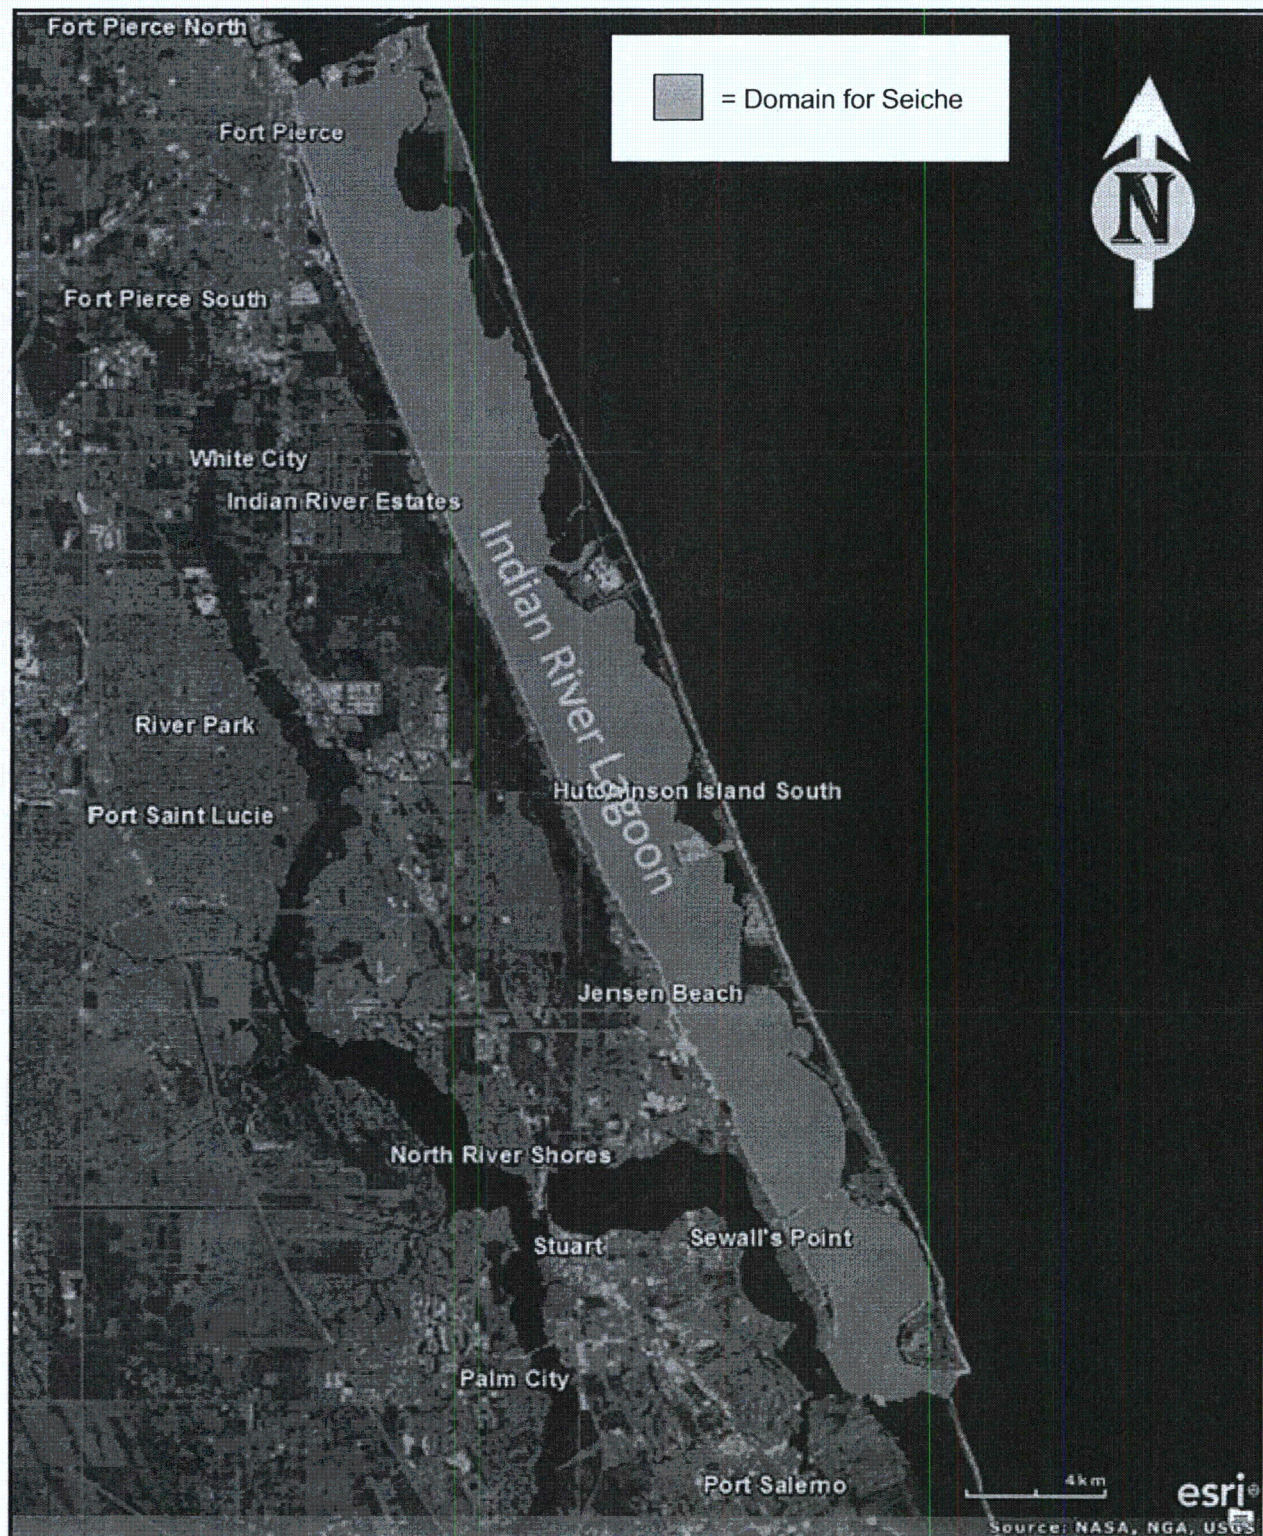 Fort Pierce North
= Domain for Seiche
Fort Pierce
N
Fort Pierce South
White City
Indian River Estates
Indian River Lagoon
River Park
Hutchinson Island South
Port Saint Lucie
Jensen Beach
North River Shores
Sewall's Point
Stuart
Palm City
Port Salerno
4km
esri
Source: NASA, NGA, USGS